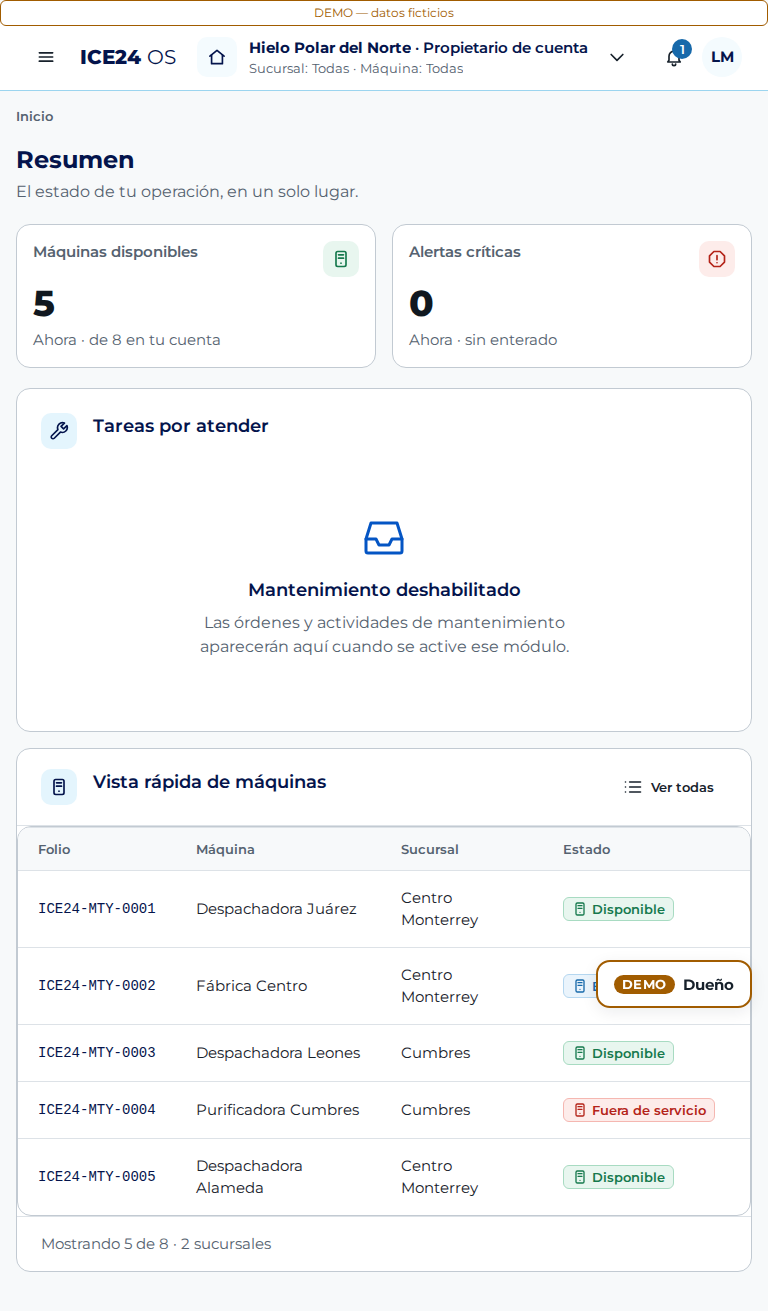 DEMO — datos ficticios
ICE24 OS
Hielo Polar del Norte · Propietario de cuenta
Sucursal: Todas · Máquina: Todas
1
LM
Inicio
Resumen
El estado de tu operación, en un solo lugar.
Máquinas disponibles
5
Ahora · de 8 en tu cuenta
Alertas críticas
0
Ahora · sin enterado
Tareas por atender
Mantenimiento deshabilitado
Las órdenes y actividades de mantenimiento
aparecerán aquí cuando se active ese módulo.
Vista rápida de máquinas
Ver todas
Folio Máquina Sucursal Estado
ICE24-MTY-0001 Despachadora Juárez Centro Monterrey Disponible
ICE24-MTY-0002 Fábrica Centro Centro Monterrey
DEMO Dueño
ICE24-MTY-0003 Despachadora Leones Cumbres Disponible
ICE24-MTY-0004 Purificadora Cumbres Cumbres Fuera de servicio
ICE24-MTY-0005 Despachadora Alameda Centro Monterrey Disponible
Mostrando 5 de 8 · 2 sucursales